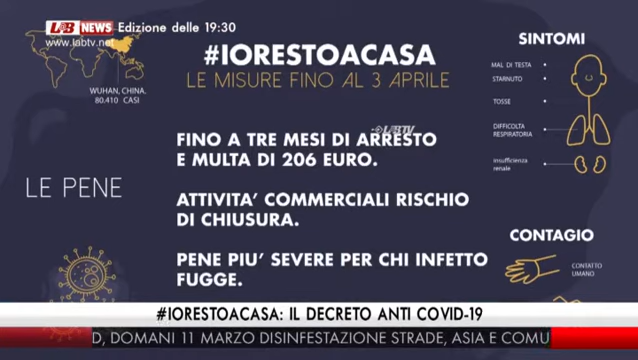 LAB NEWS Edizione delle 19:30
www.labtv.net
#IORESTOACASA
LE MISURE FINO AL 3 APRILE
WUHAN, CHINA.
80.410 CASI
SINTOMI
MAL DI TESTA
STARNUTO
TOSSE
DIFFICOLTÀ
RESPIRATORIA
insufficienza
renale
LABTV
LE PENE
FINO A TRE MESI DI ARRESTO
E MULTA DI 206 EURO.
ATTIVITA' COMMERCIALI RISCHIO
DI CHIUSURA.
PENE PIU' SEVERE PER CHI INFETTO
FUGGE.
CONTAGIO
CONTATTO
UMANO
#IORESTOACASA: IL DECRETO ANTI COVID-19
D, DOMANI 11 MARZO DISINFESTAZIONE STRADE, ASIA E COMU